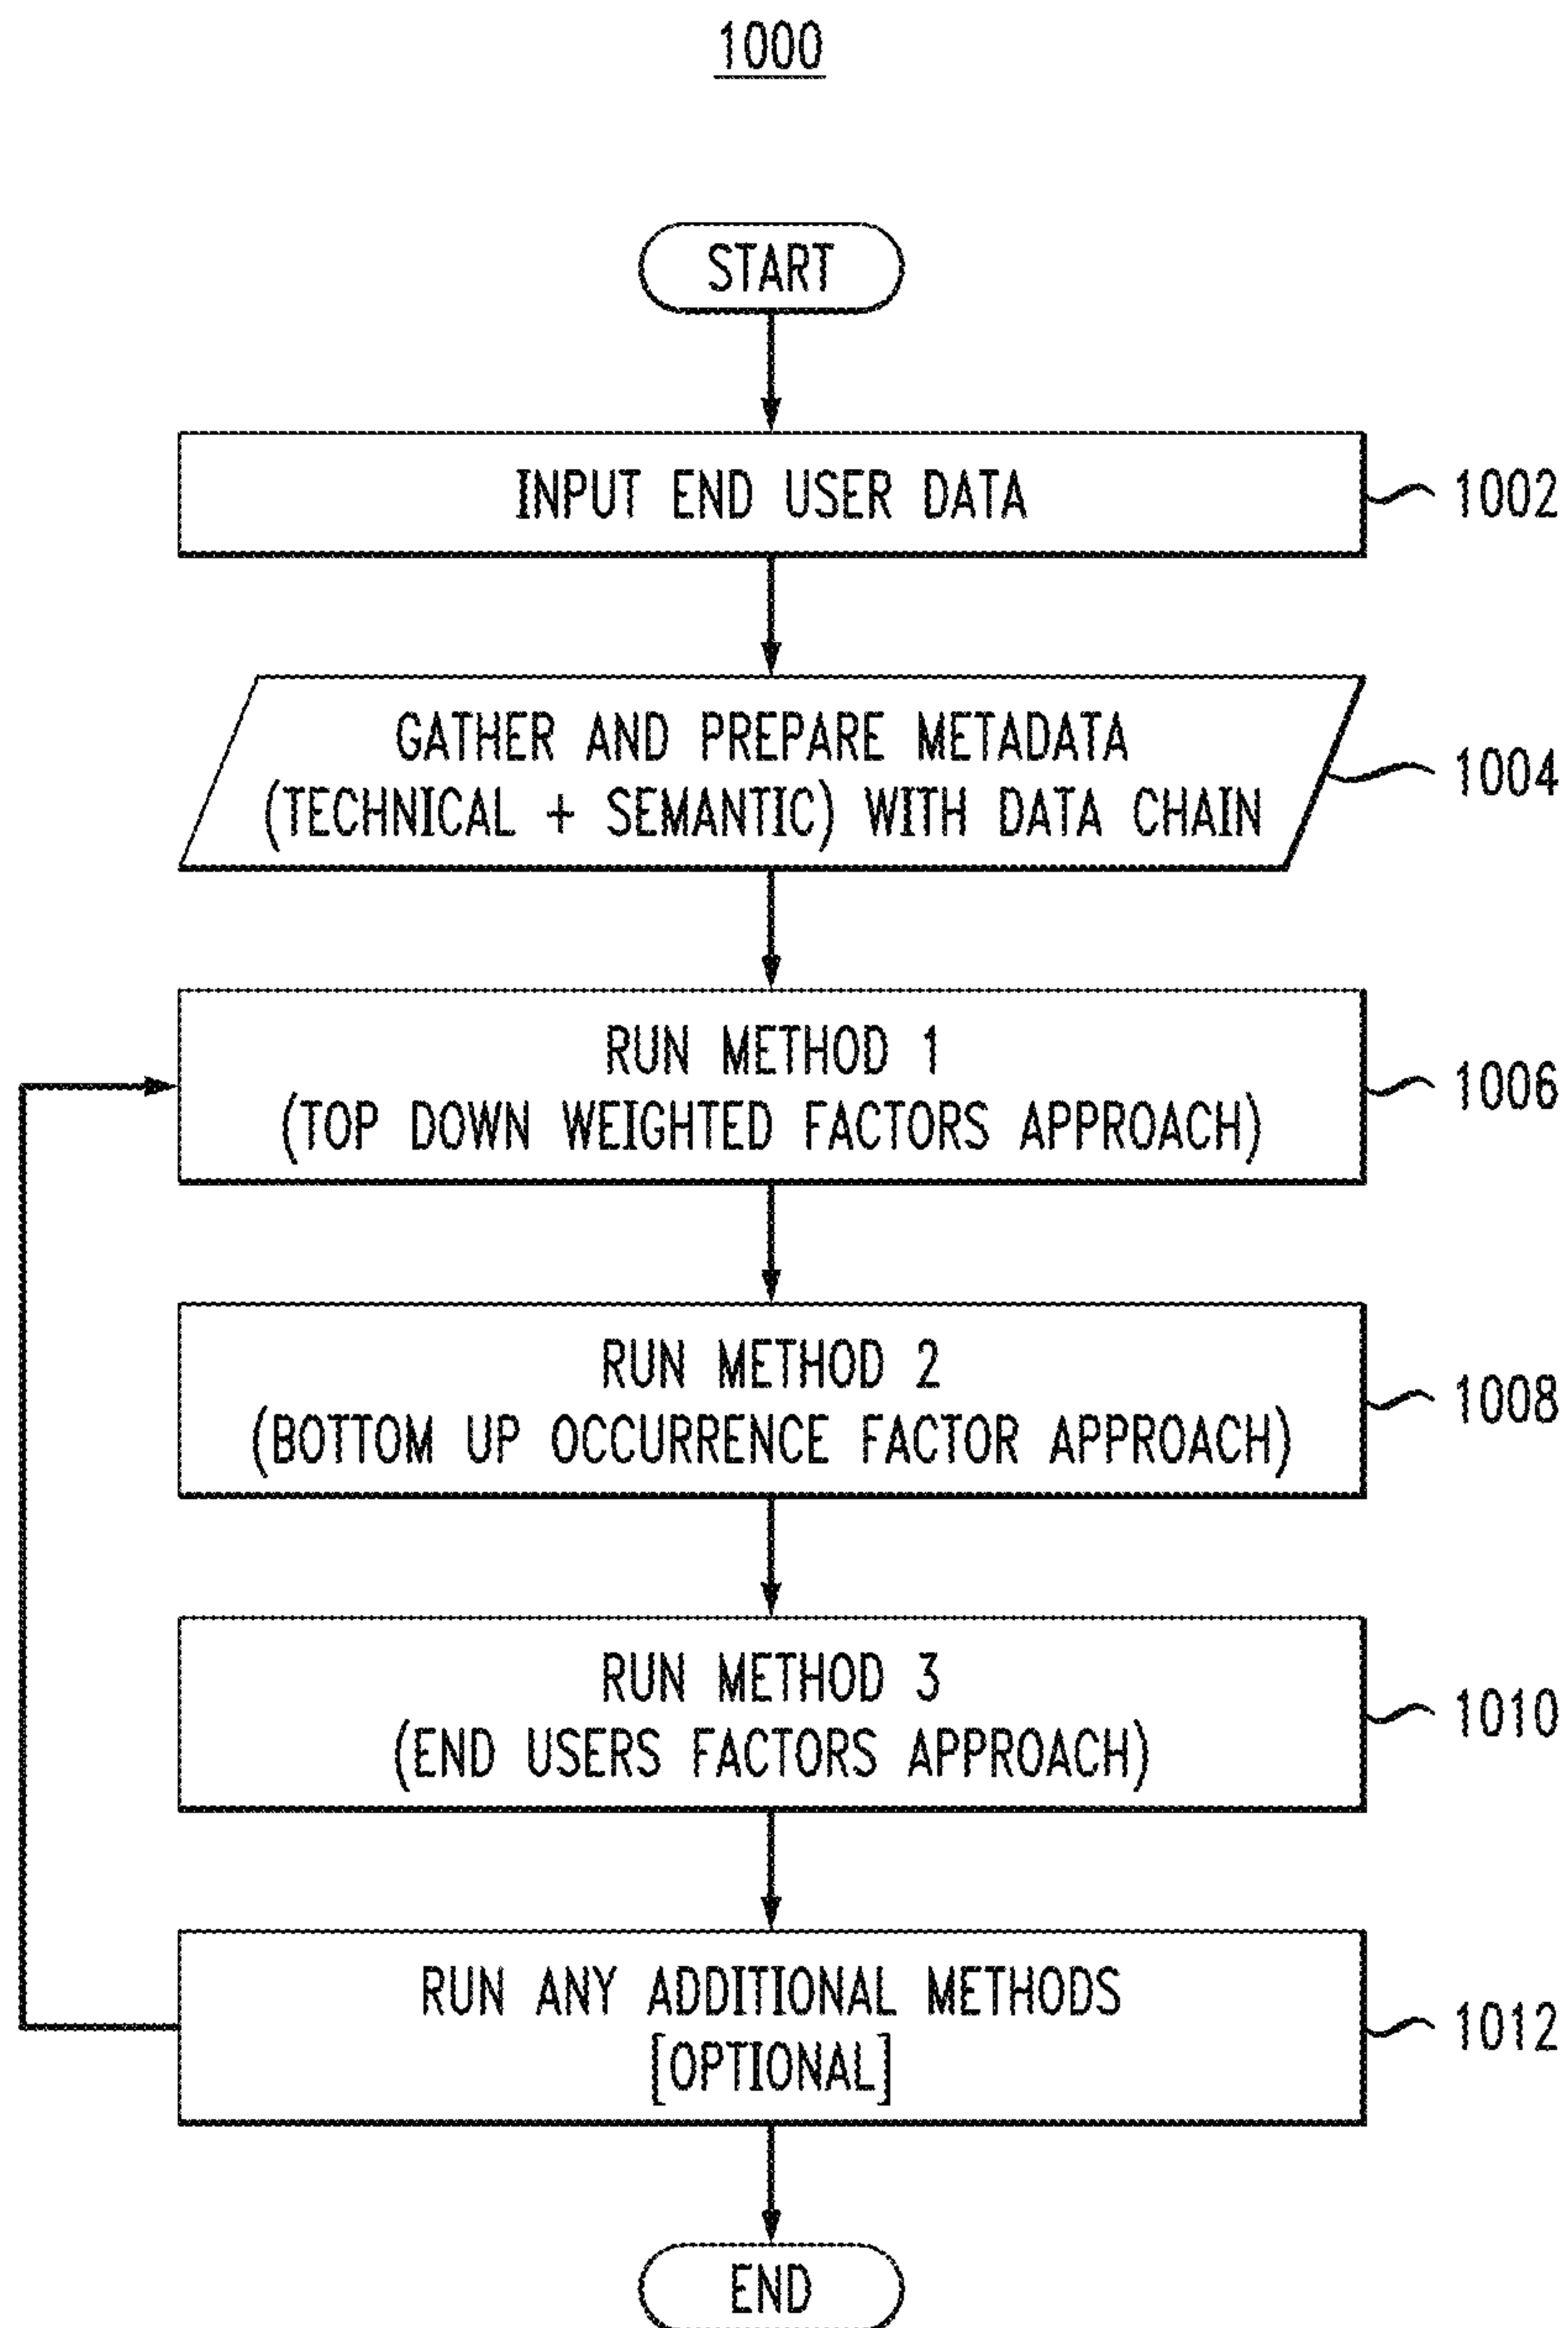 1000
START
INPUT END USER DATA
1002
GATHER AND PREPARE METADATA
(TECHNICAL + SEMANTIC) WITH DATA CHAIN
1004
RUN METHOD 1
(TOP DOWN WEIGHTED FACTORS APPROACH)
1006
RUN METHOD 2
(BOTTOM UP OCCURRENCE FACTOR APPROACH)
1008
RUN METHOD 3
(END USERS FACTORS APPROACH)
1010
RUN ANY ADDITIONAL METHODS
[OPTIONAL]
1012
END